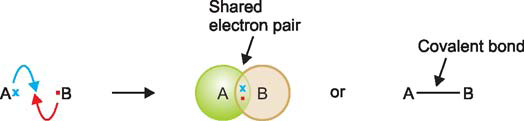 Shared
electron pair
Covalent bond
A× ·B
A × · B
or
A B